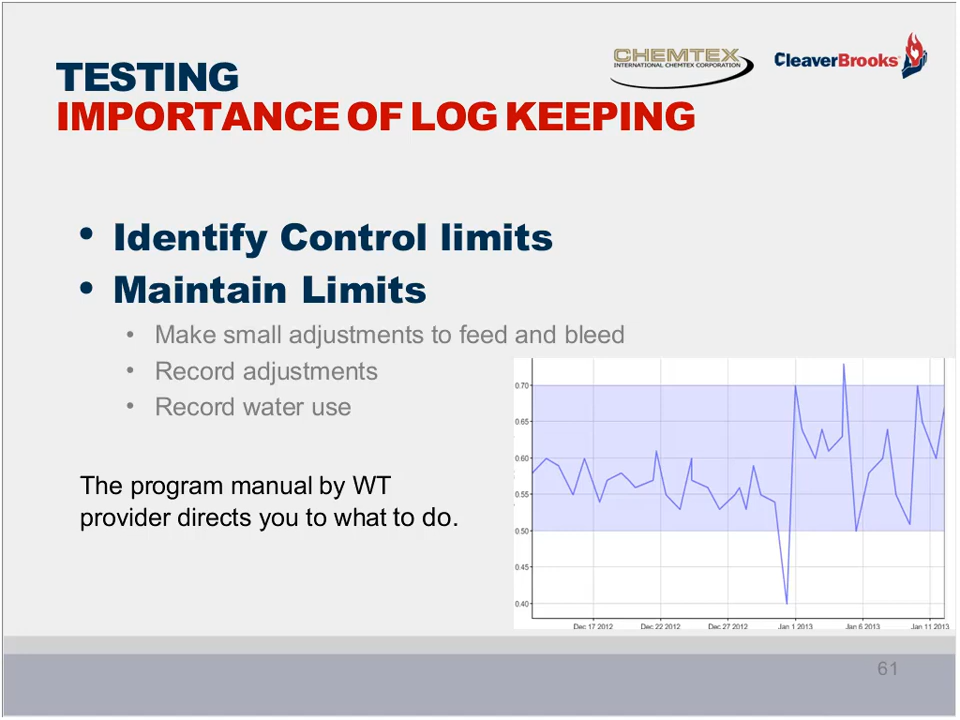 TESTING
IMPORTANCE OF LOG KEEPING
CHEMTEX
INTERNATIONAL CHEMTEX CORPORATION
CleaverBrooks
• Identify Control limits
• Maintain Limits
• Make small adjustments to feed and bleed
• Record adjustments
• Record water use
The program manual by WT
provider directs you to what to do.
0.70
0.65
0.60
0.55
0.50
0.45
0.40
Dec 17 2012 Dec 22 2012 Dec 27 2012 Jan 1 2013 Jan 6 2013 Jan 11 2013
61